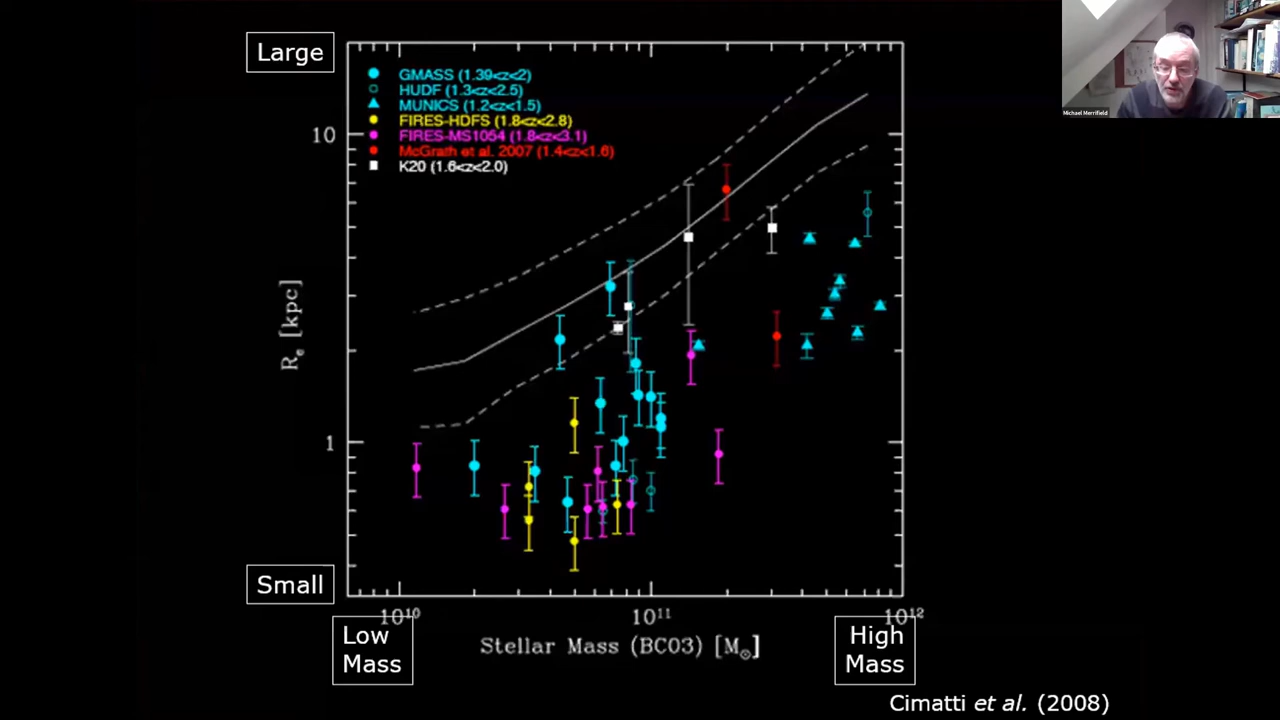 Large
GMASS (1.39<z<2)
HUDF (1.3<z<2.5)
MUNICS (1.2<z<1.5)
FIRES-HDFS (1.8<z<2.8)
FIRES-MS1054 (1.8<z<3.1)
McGrath et al. 2007 (1.4<z<1.6)
K20 (1.6<z<2.0)
10
1
Rₑ [kpc]
Small
10¹⁰
10¹¹
10¹²
Low
Mass
Stellar Mass (BC03) [M☉]
High
Mass
Cimatti et al. (2008)
Michael Merrifield